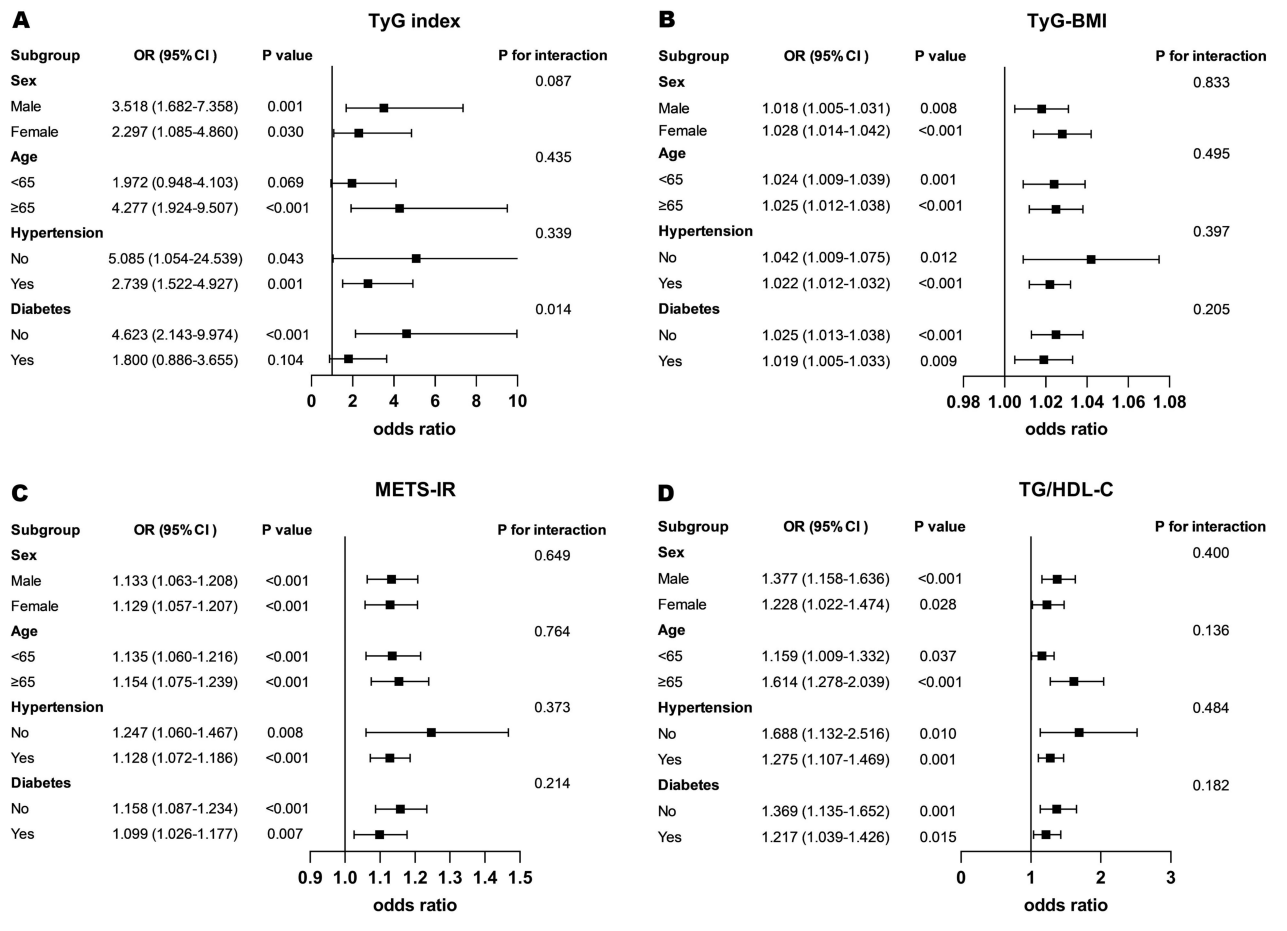 A
TyG index
Subgroup OR (95% CI ) P value P for interaction
Sex 0.087
Male 3.518 (1.682-7.358) 0.001
Female 2.297 (1.085-4.860) 0.030
Age 0.435
<65 1.972 (0.948-4.103) 0.069
≥65 4.277 (1.924-9.507) <0.001
Hypertension 0.339
No 5.085 (1.054-24.539) 0.043
Yes 2.739 (1.522-4.927) 0.001
Diabetes 0.014
No 4.623 (2.143-9.974) <0.001
Yes 1.800 (0.886-3.655) 0.104
0 2 4 6 8 10
odds ratio
B
TyG-BMI
Subgroup OR (95% CI ) P value P for interaction
Sex 0.833
Male 1.018 (1.005-1.031) 0.008
Female 1.028 (1.014-1.042) <0.001
Age 0.495
<65 1.024 (1.009-1.039) 0.001
≥65 1.025 (1.012-1.038) <0.001
Hypertension 0.397
No 1.042 (1.009-1.075) 0.012
Yes 1.022 (1.012-1.032) <0.001
Diabetes 0.205
No 1.025 (1.013-1.038) <0.001
Yes 1.019 (1.005-1.033) 0.009
0.98 1.00 1.02 1.04 1.06 1.08
odds ratio
C
METS-IR
Subgroup OR (95% CI ) P value P for interaction
Sex 0.649
Male 1.133 (1.063-1.208) <0.001
Female 1.129 (1.057-1.207) <0.001
Age 0.764
<65 1.135 (1.060-1.216) <0.001
≥65 1.154 (1.075-1.239) <0.001
Hypertension 0.373
No 1.247 (1.060-1.467) 0.008
Yes 1.128 (1.072-1.186) <0.001
Diabetes 0.214
No 1.158 (1.087-1.234) <0.001
Yes 1.099 (1.026-1.177) 0.007
0.9 1.0 1.1 1.2 1.3 1.4 1.5
odds ratio
D
TG/HDL-C
Subgroup OR (95% CI ) P value P for interaction
Sex 0.400
Male 1.377 (1.158-1.636) <0.001
Female 1.228 (1.022-1.474) 0.028
Age 0.136
<65 1.159 (1.009-1.332) 0.037
≥65 1.614 (1.278-2.039) <0.001
Hypertension 0.484
No 1.688 (1.132-2.516) 0.010
Yes 1.275 (1.107-1.469) 0.001
Diabetes 0.182
No 1.369 (1.135-1.652) 0.001
Yes 1.217 (1.039-1.426) 0.015
0 1 2 3
odds ratio